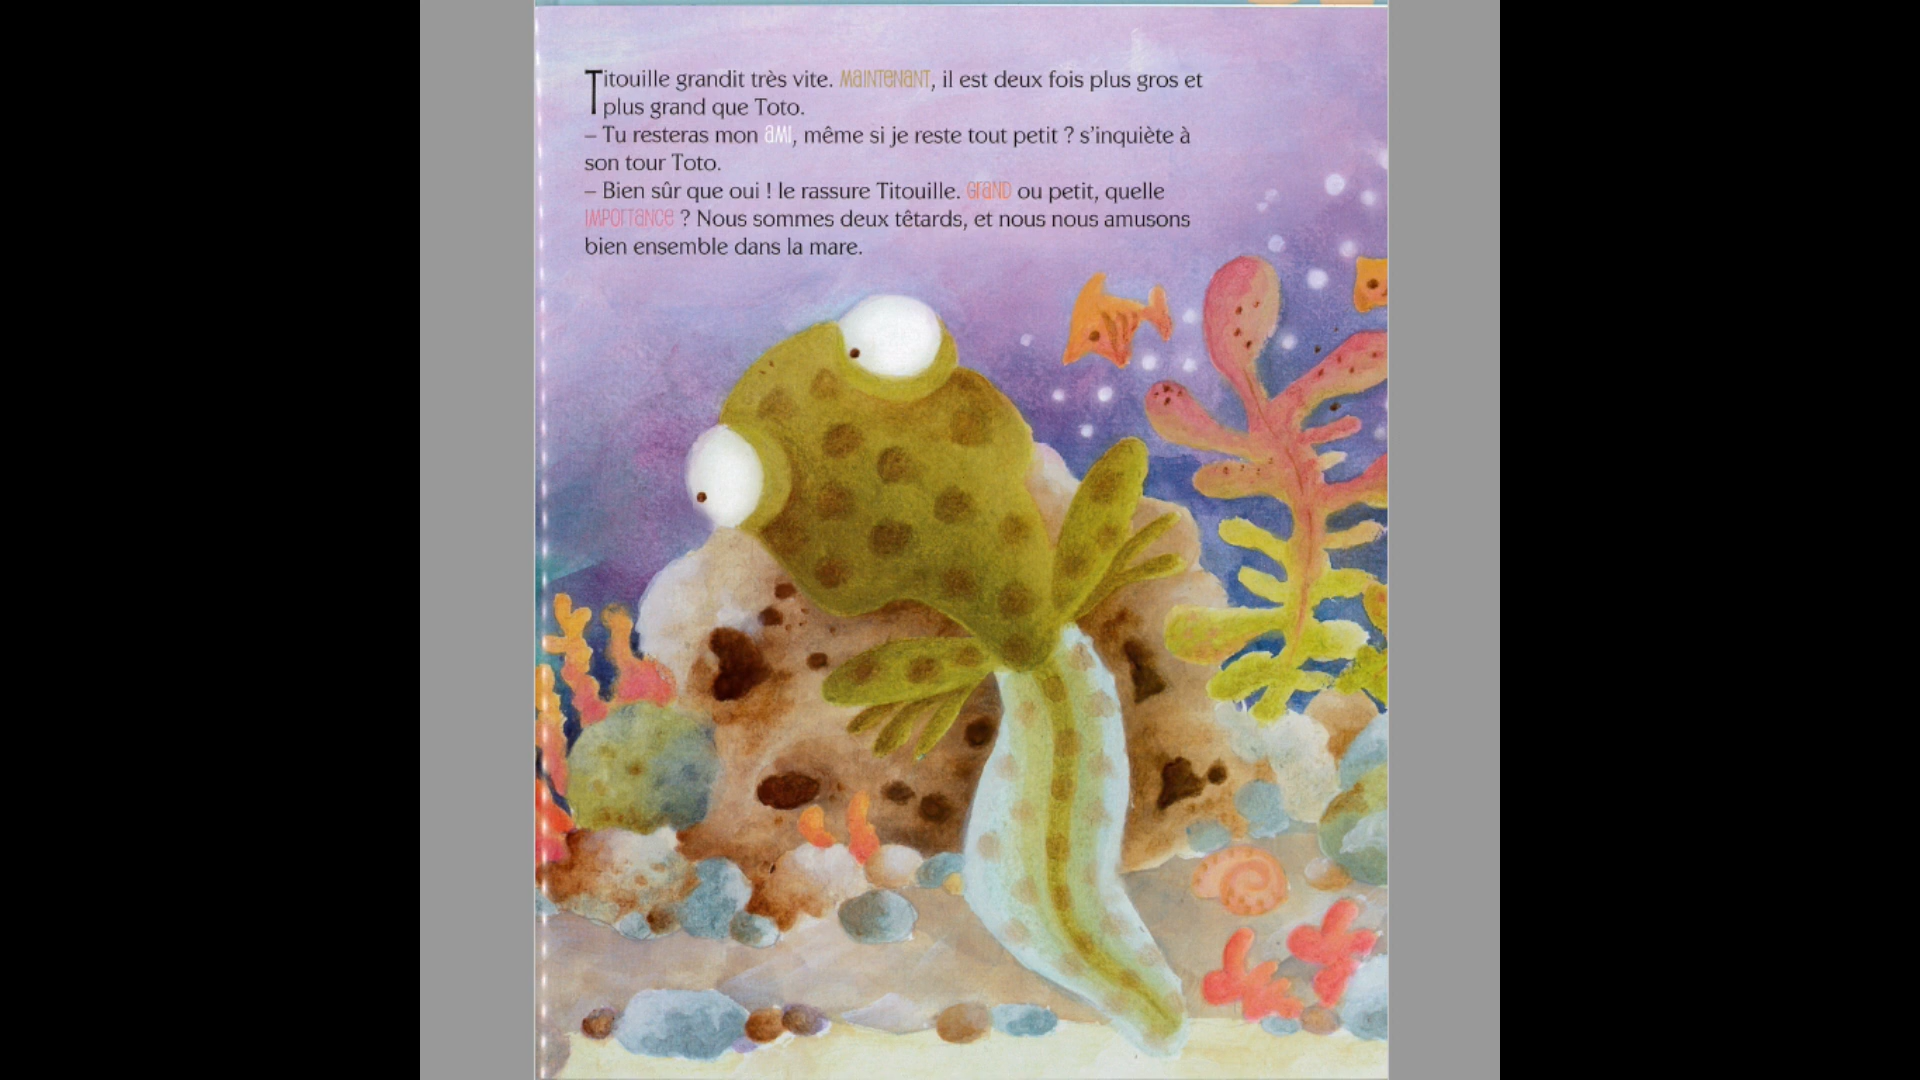 Titouille grandit très vite. MAINTENANT, il est deux fois plus gros et
plus grand que Toto.
– Tu resteras mon AMI, même si je reste tout petit ? s'inquiète à
son tour Toto.
– Bien sûr que oui ! le rassure Titouille. GRAND ou petit, quelle
IMPORTANCE ? Nous sommes deux têtards, et nous nous amusons
bien ensemble dans la mare.